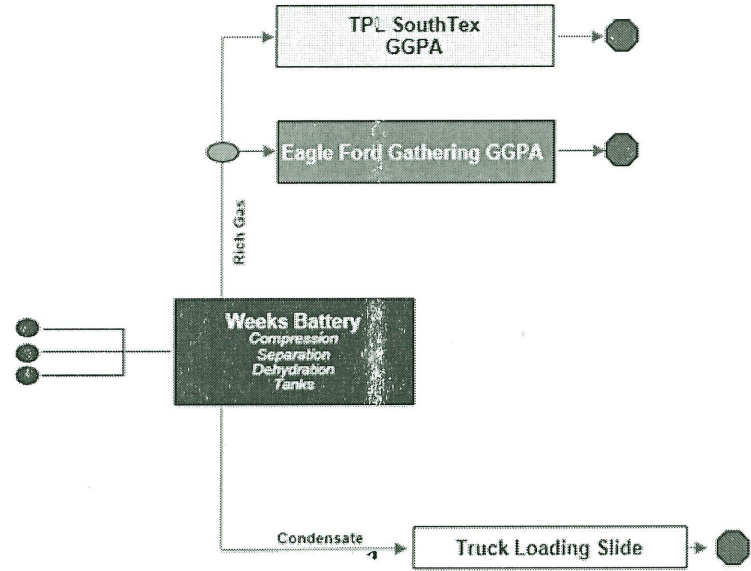 TPL SouthTex
GGPA
Eagle Ford Gathering GGPA
Rich Gas
Weeks Battery
Compression
Separation
Dehydration
Tanks
Condensate
Truck Loading Slide